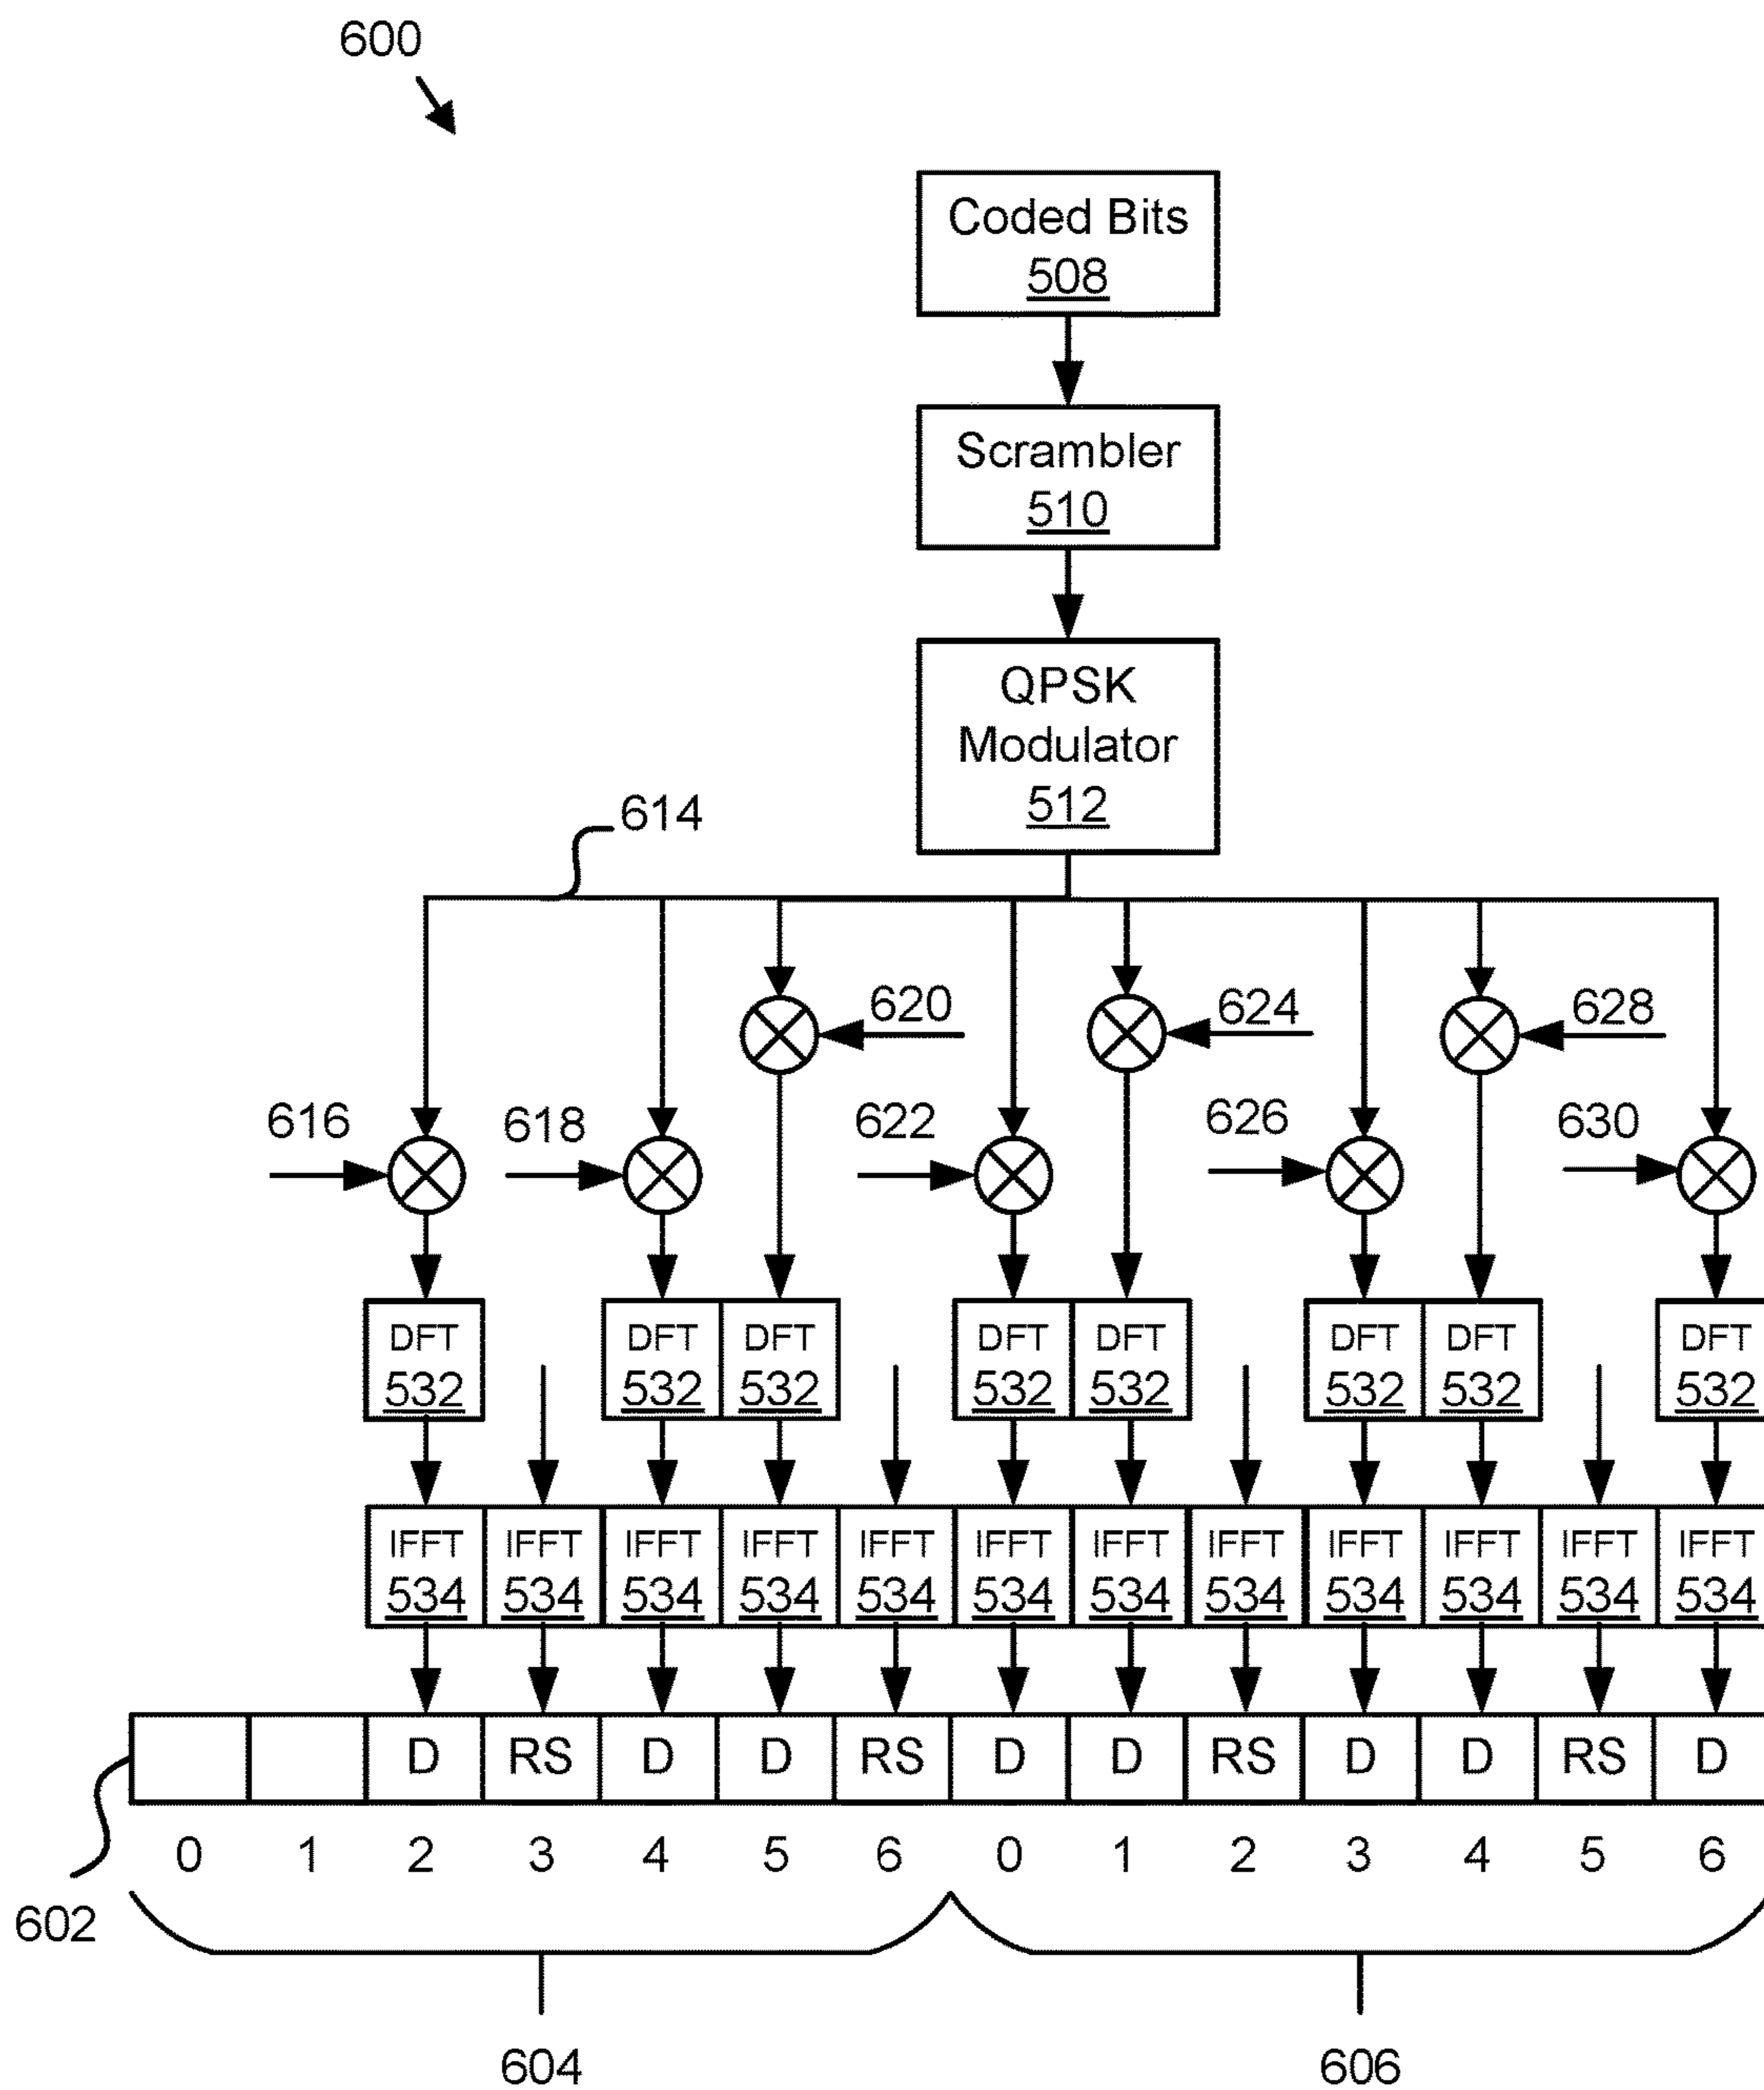 600
Coded Bits
508
Scrambler
510
QPSK
Modulator
512
614
620 624 628
616 618 622 626 630
DFT DFT DFT DFT DFT DFT DFT DFT
532 532 532 532 532 532 532 532
IFFT IFFT IFFT IFFT IFFT IFFT IFFT IFFT IFFT IFFT IFFT IFFT
534 534 534 534 534 534 534 534 534 534 534 534
D RS D D RS D D RS D D RS D
0 1 2 3 4 5 6 0 1 2 3 4 5 6
602
604 606